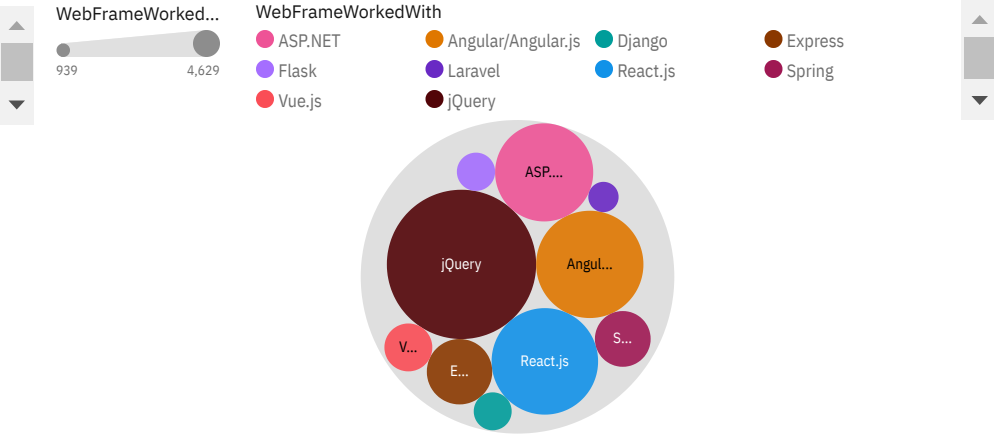 WebFrameWorked...
939 4,629
WebFrameWorkedWith
ASP.NET Angular/Angular.js Django Express
Flask Laravel React.js Spring
Vue.js jQuery
ASP....
jQuery Angul...
S...
V...
React.js
E...